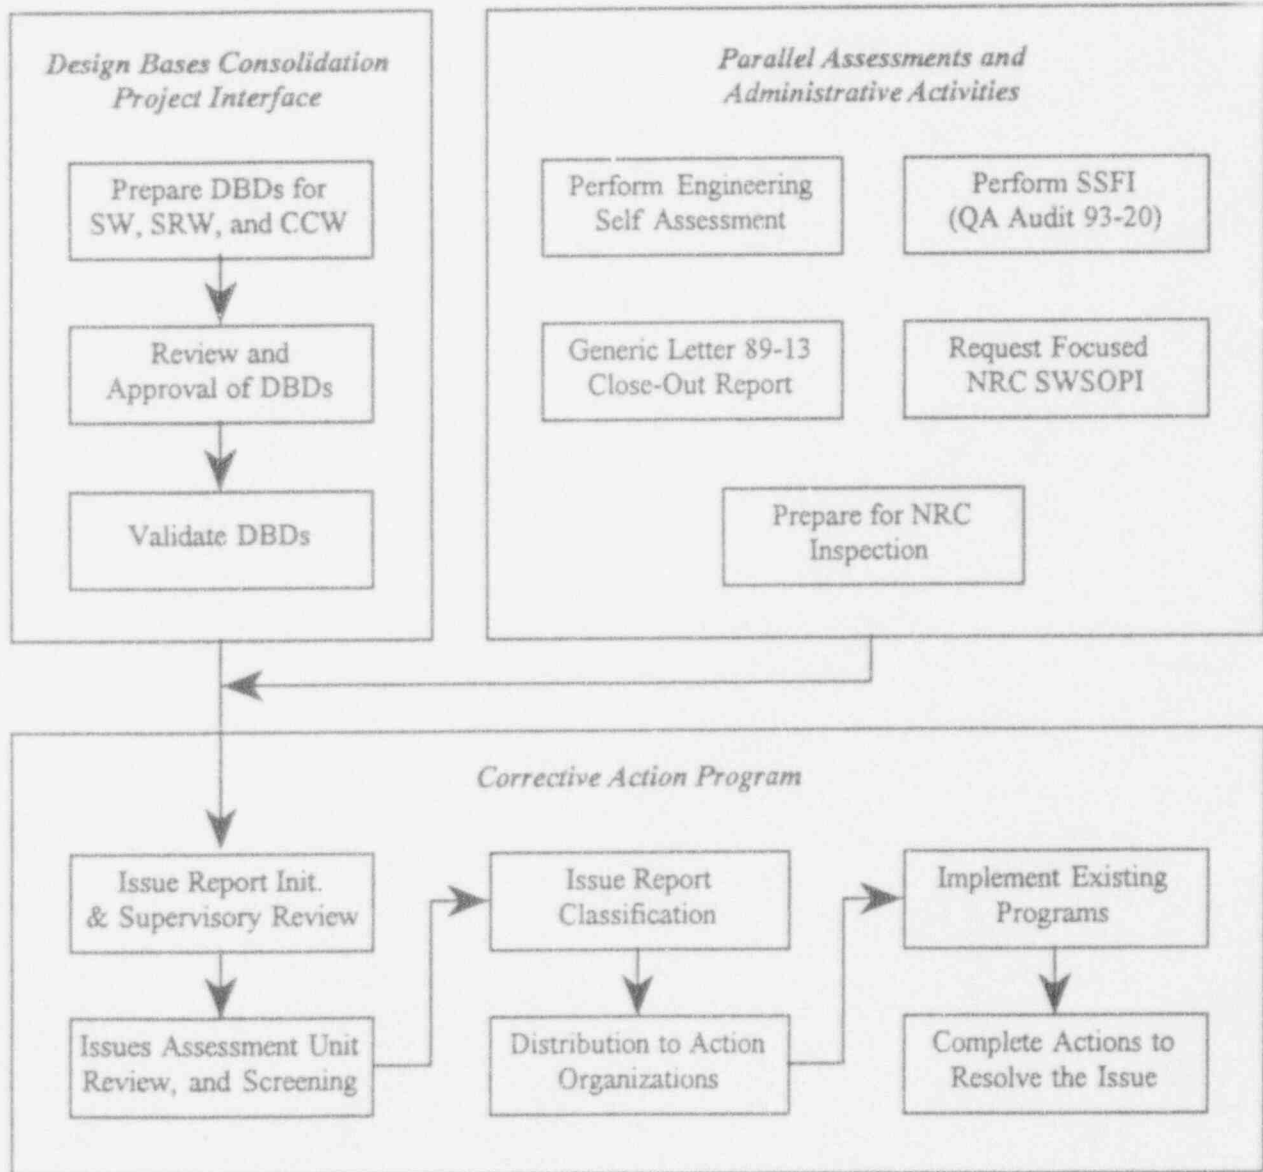 Design Bases Consolidation
Project Interface
Prepare DBDs for
SW, SRW, and CCW
Review and
Approval of DBDs
Validate DBDs
Parallel Assessments and
Administrative Activities
Perform Engineering
Self Assessment
Perform SSFI
(QA Audit 93-20)
Generic Letter 89-13
Close-Out Report
Request Focused
NRC SWSOPI
Prepare for NRC
Inspection
Corrective Action Program
Issue Report Init.
& Supervisory Review
Issues Assessment Unit
Review, and Screening
Issue Report
Classification
Distribution to Action
Organizations
Implement Existing
Programs
Complete Actions to
Resolve the Issue